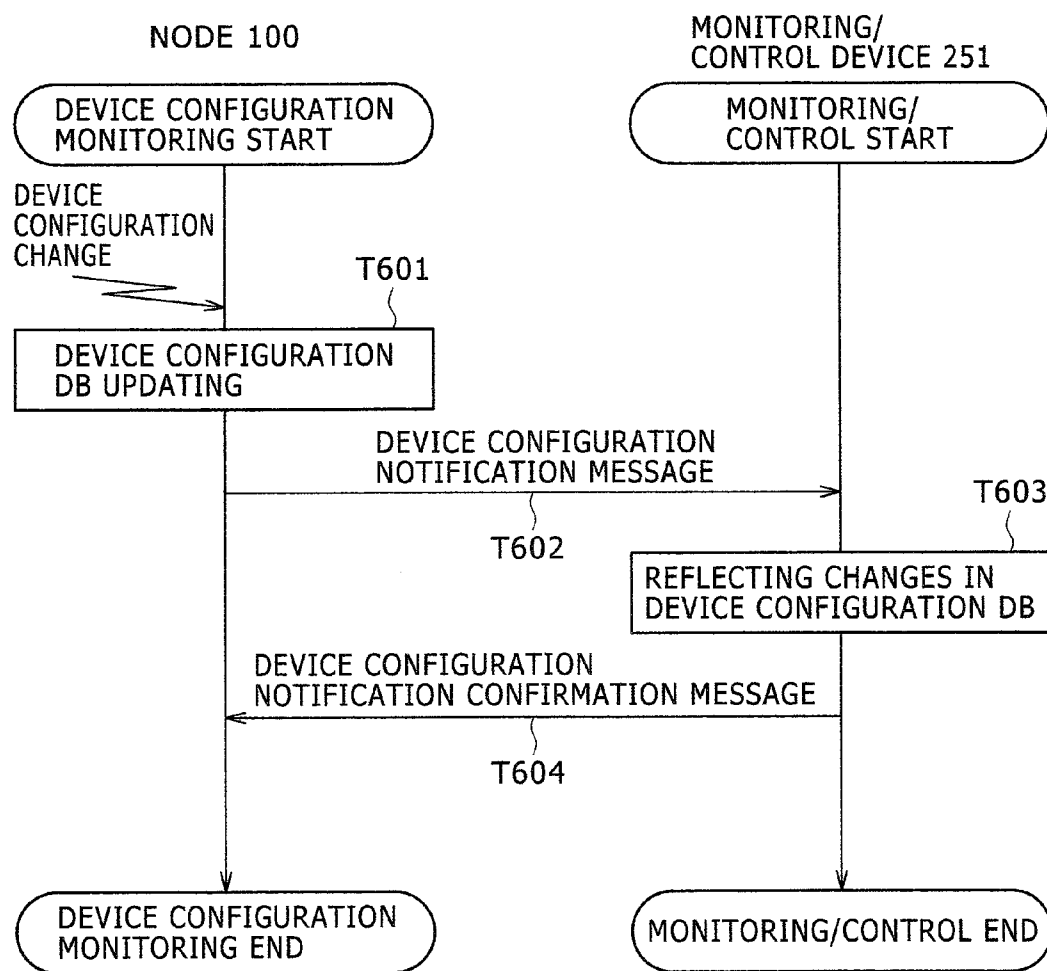 NODE 100
MONITORING/
CONTROL DEVICE 251
DEVICE CONFIGURATION
MONITORING START
MONITORING/
CONTROL START
DEVICE
CONFIGURATION
CHANGE
T601
DEVICE CONFIGURATION
DB UPDATING
DEVICE CONFIGURATION
NOTIFICATION MESSAGE
T602
T603
REFLECTING CHANGES IN
DEVICE CONFIGURATION DB
DEVICE CONFIGURATION
NOTIFICATION CONFIRMATION MESSAGE
T604
DEVICE CONFIGURATION
MONITORING END
MONITORING/CONTROL END